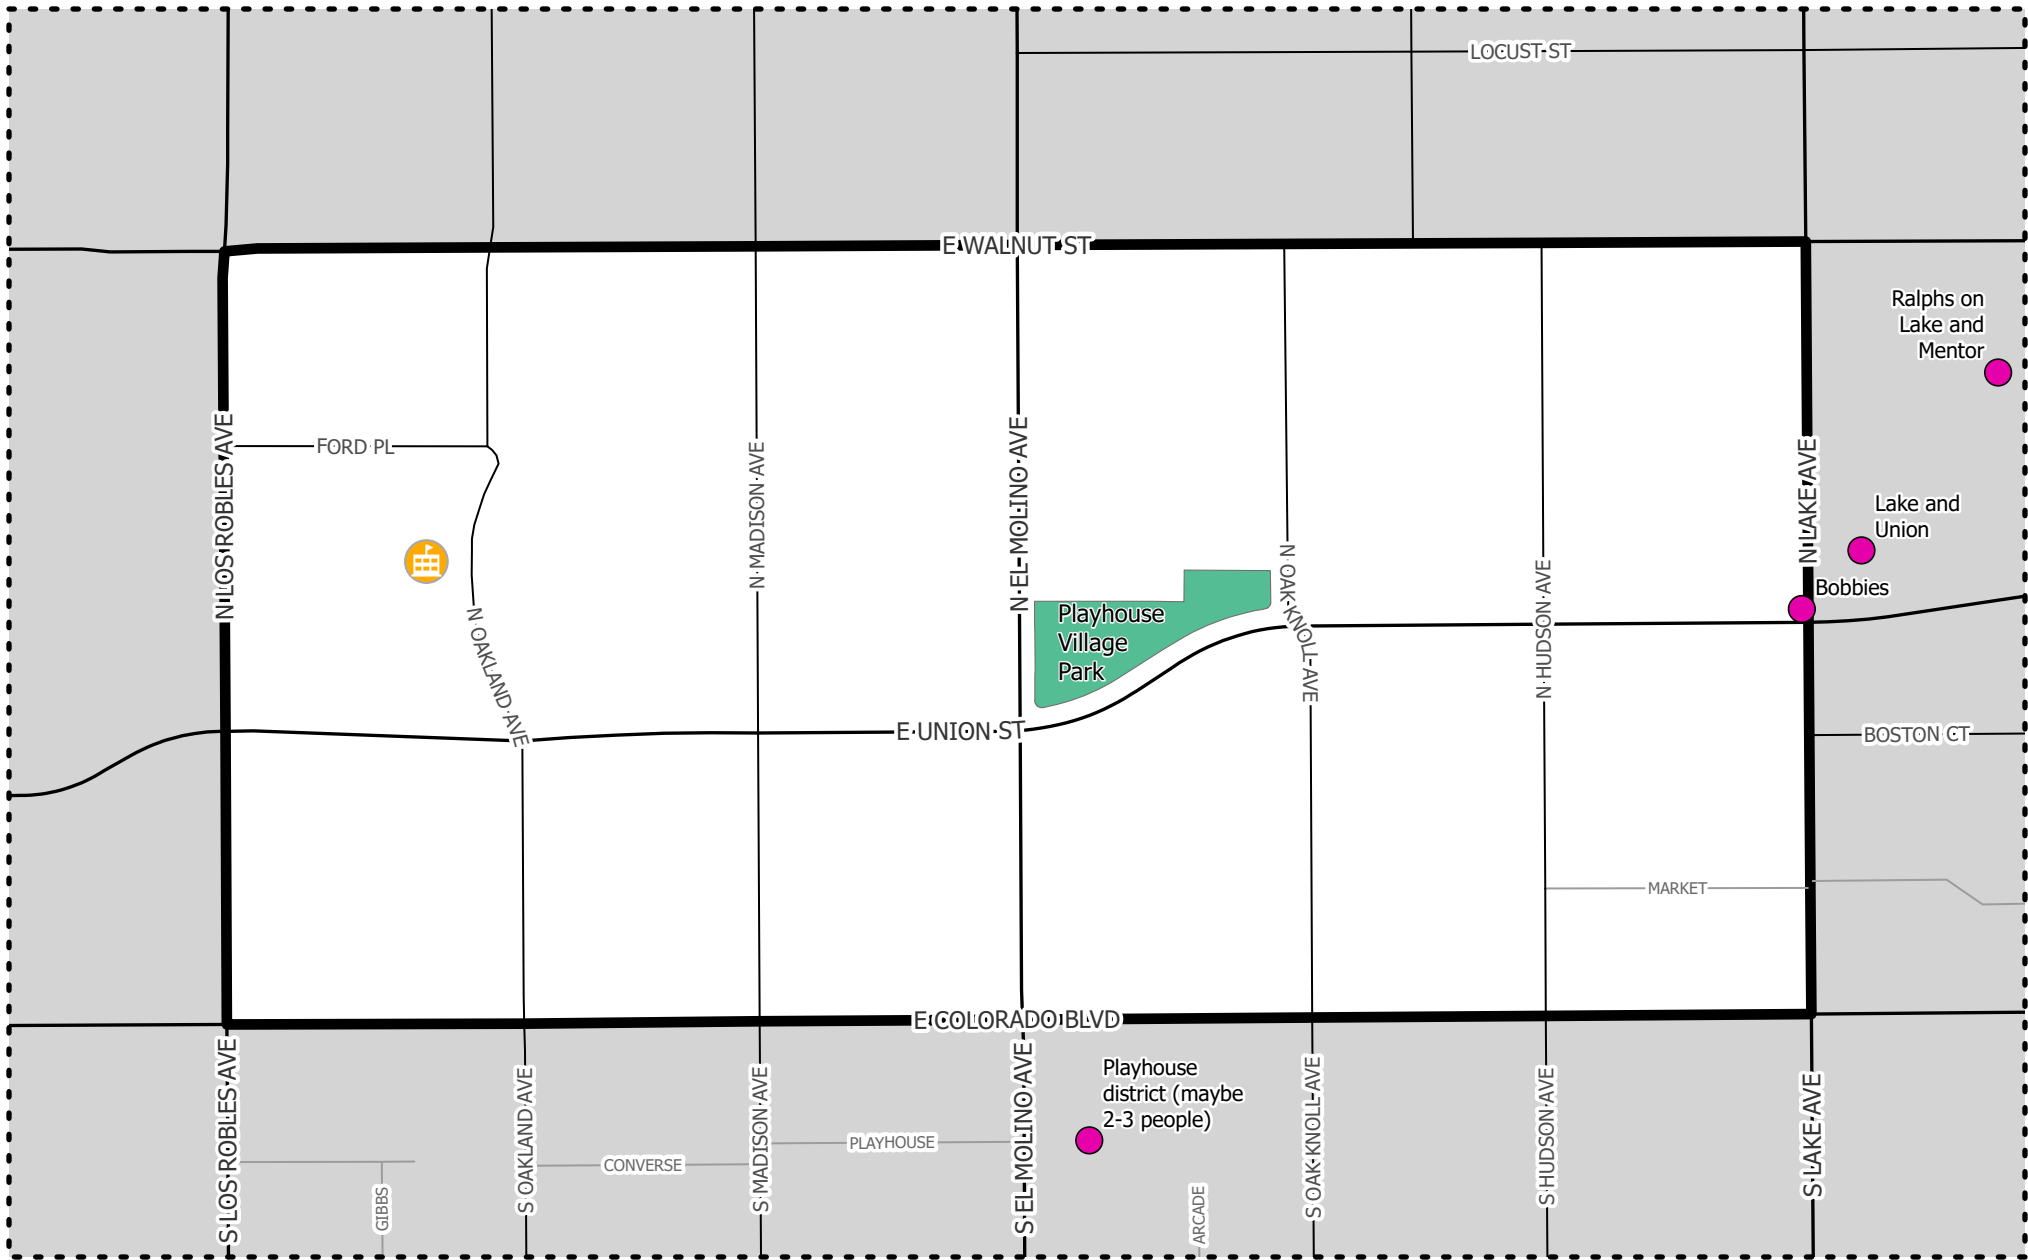 LOCUST ST
E WALNUT ST
Ralphs on
Lake and
Mentor
N LOS ROBLES AVE
FORD PL
N MADISON AVE
N EL MOLINO AVE
N LAKE AVE
Lake and
Union
Bobbies
N OAKLAND AVE
Playhouse
Village
Park
N OAK KNOLL AVE
N HUDSON AVE
E UNION ST
BOSTON CT
MARKET
E COLORADO BLVD
S LOS ROBLES AVE
GIBBS
S OAKLAND AVE
CONVERSE
S MADISON AVE
PLAYHOUSE
S EL MOLINO AVE
Playhouse
district (maybe
2-3 people)
ARCADE
S OAK KNOLL AVE
S HUDSON AVE
S LAKE AVE